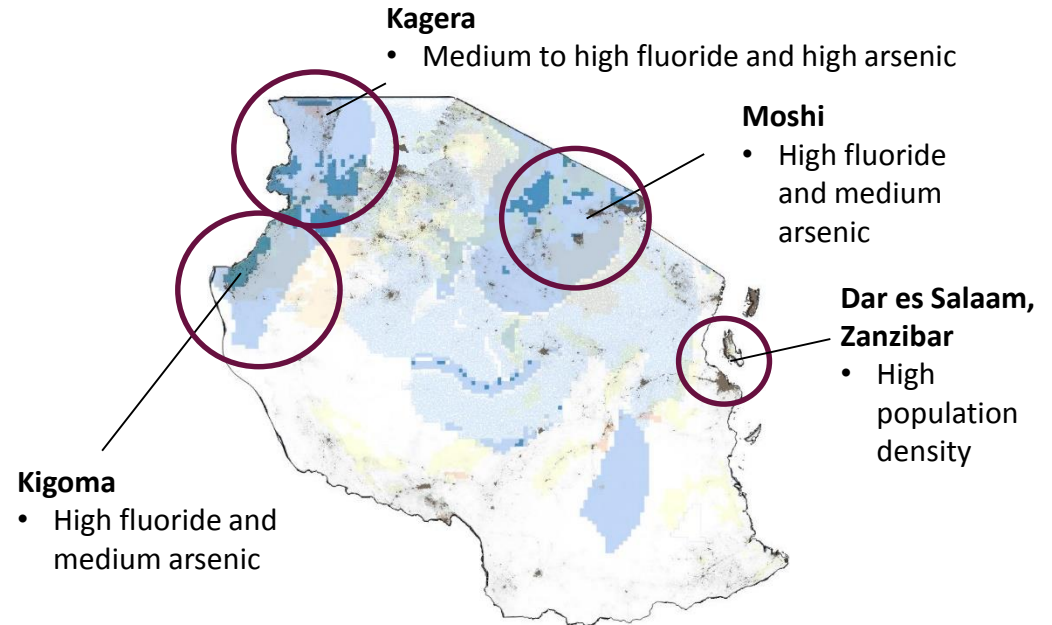 Kagera
• Medium to high fluoride and high arsenic
Moshi
• High fluoride
and medium
arsenic
Dar es Salaam,
Zanzibar
• High
population
density
Kigoma
• High fluoride and
medium arsenic